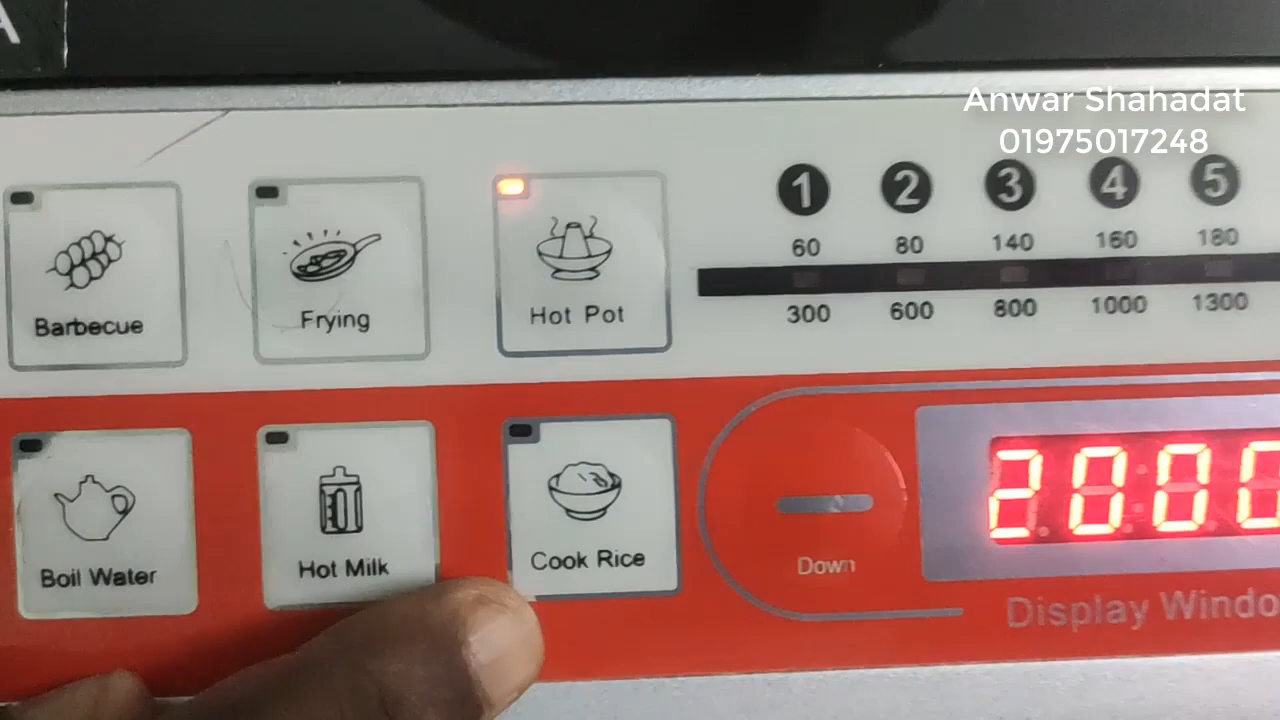 A
Anwar Shahadat
01975017248
1 2 3 4 5
60 80 140 160 180
300 600 800 1000 1300
Barbecue
Frying
Hot Pot
Boil Water
Hot Milk
Cook Rice
Down
2000
Display Windo